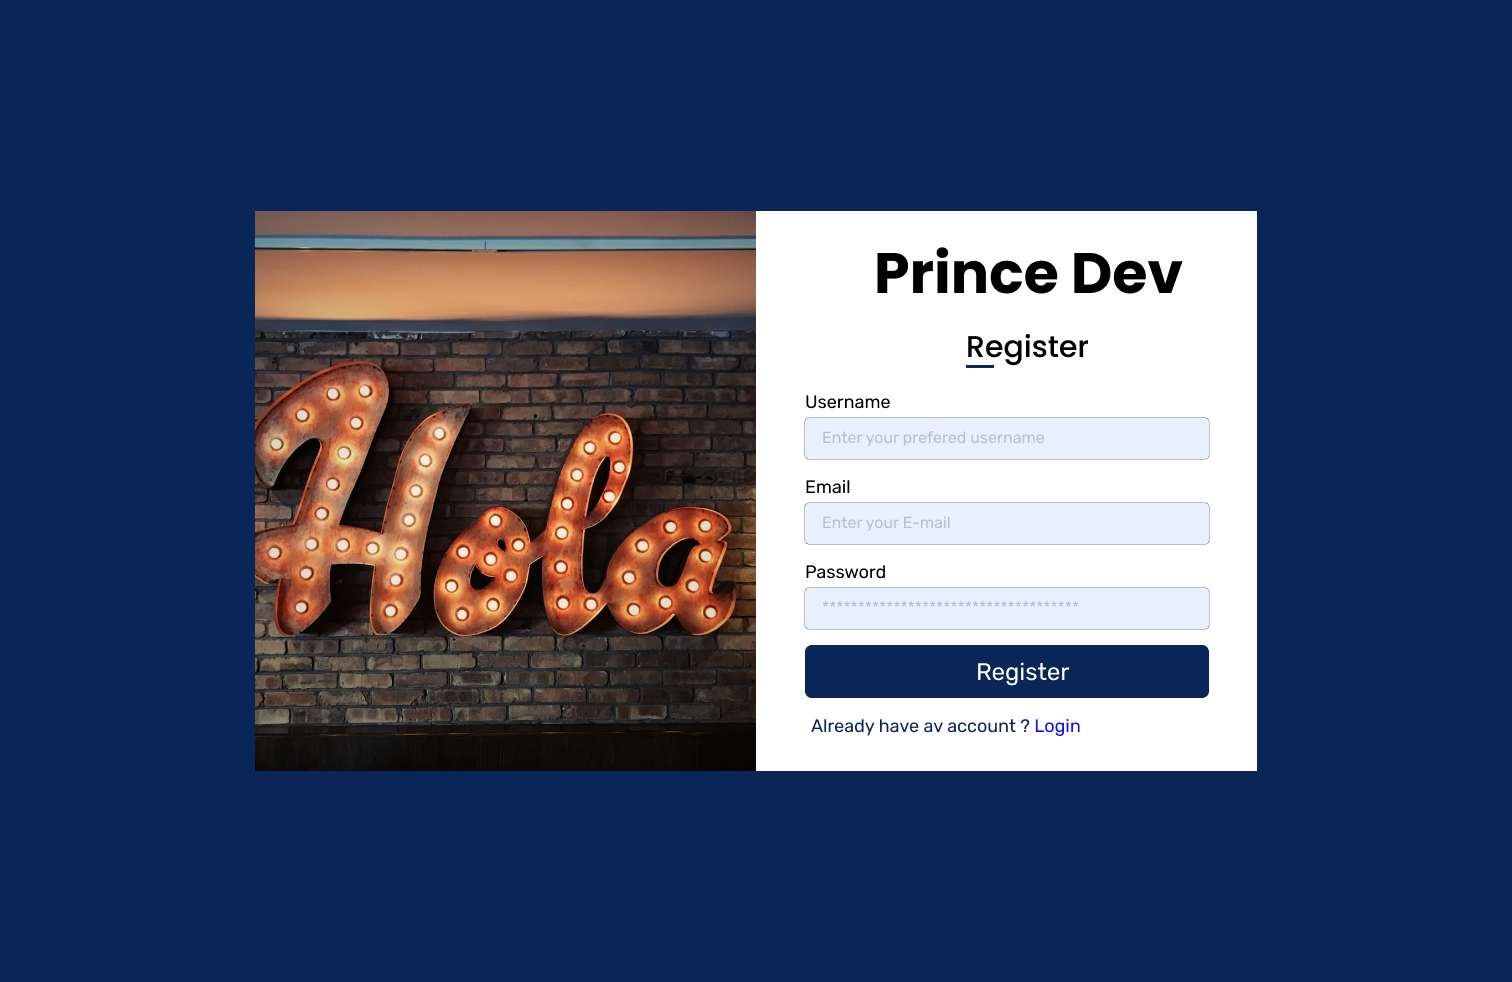 Hola
Prince Dev
Register
Username
Enter your prefered username
Email
Enter your E-mail
Password
************************************
Register
Already have av account ? Login